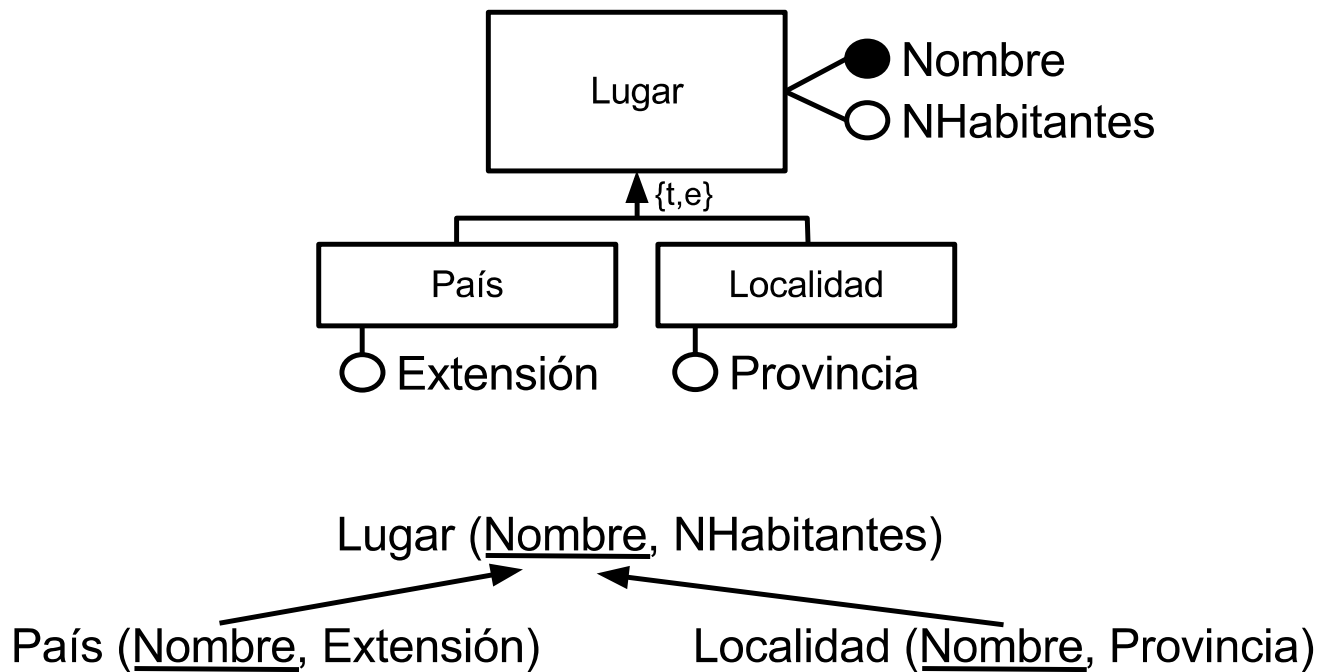 Lugar
Nombre
NHabitantes
{t,e}
País
Localidad
Extensión
Provincia
Lugar (Nombre, NHabitantes)
País (Nombre, Extensión)
Localidad (Nombre, Provincia)